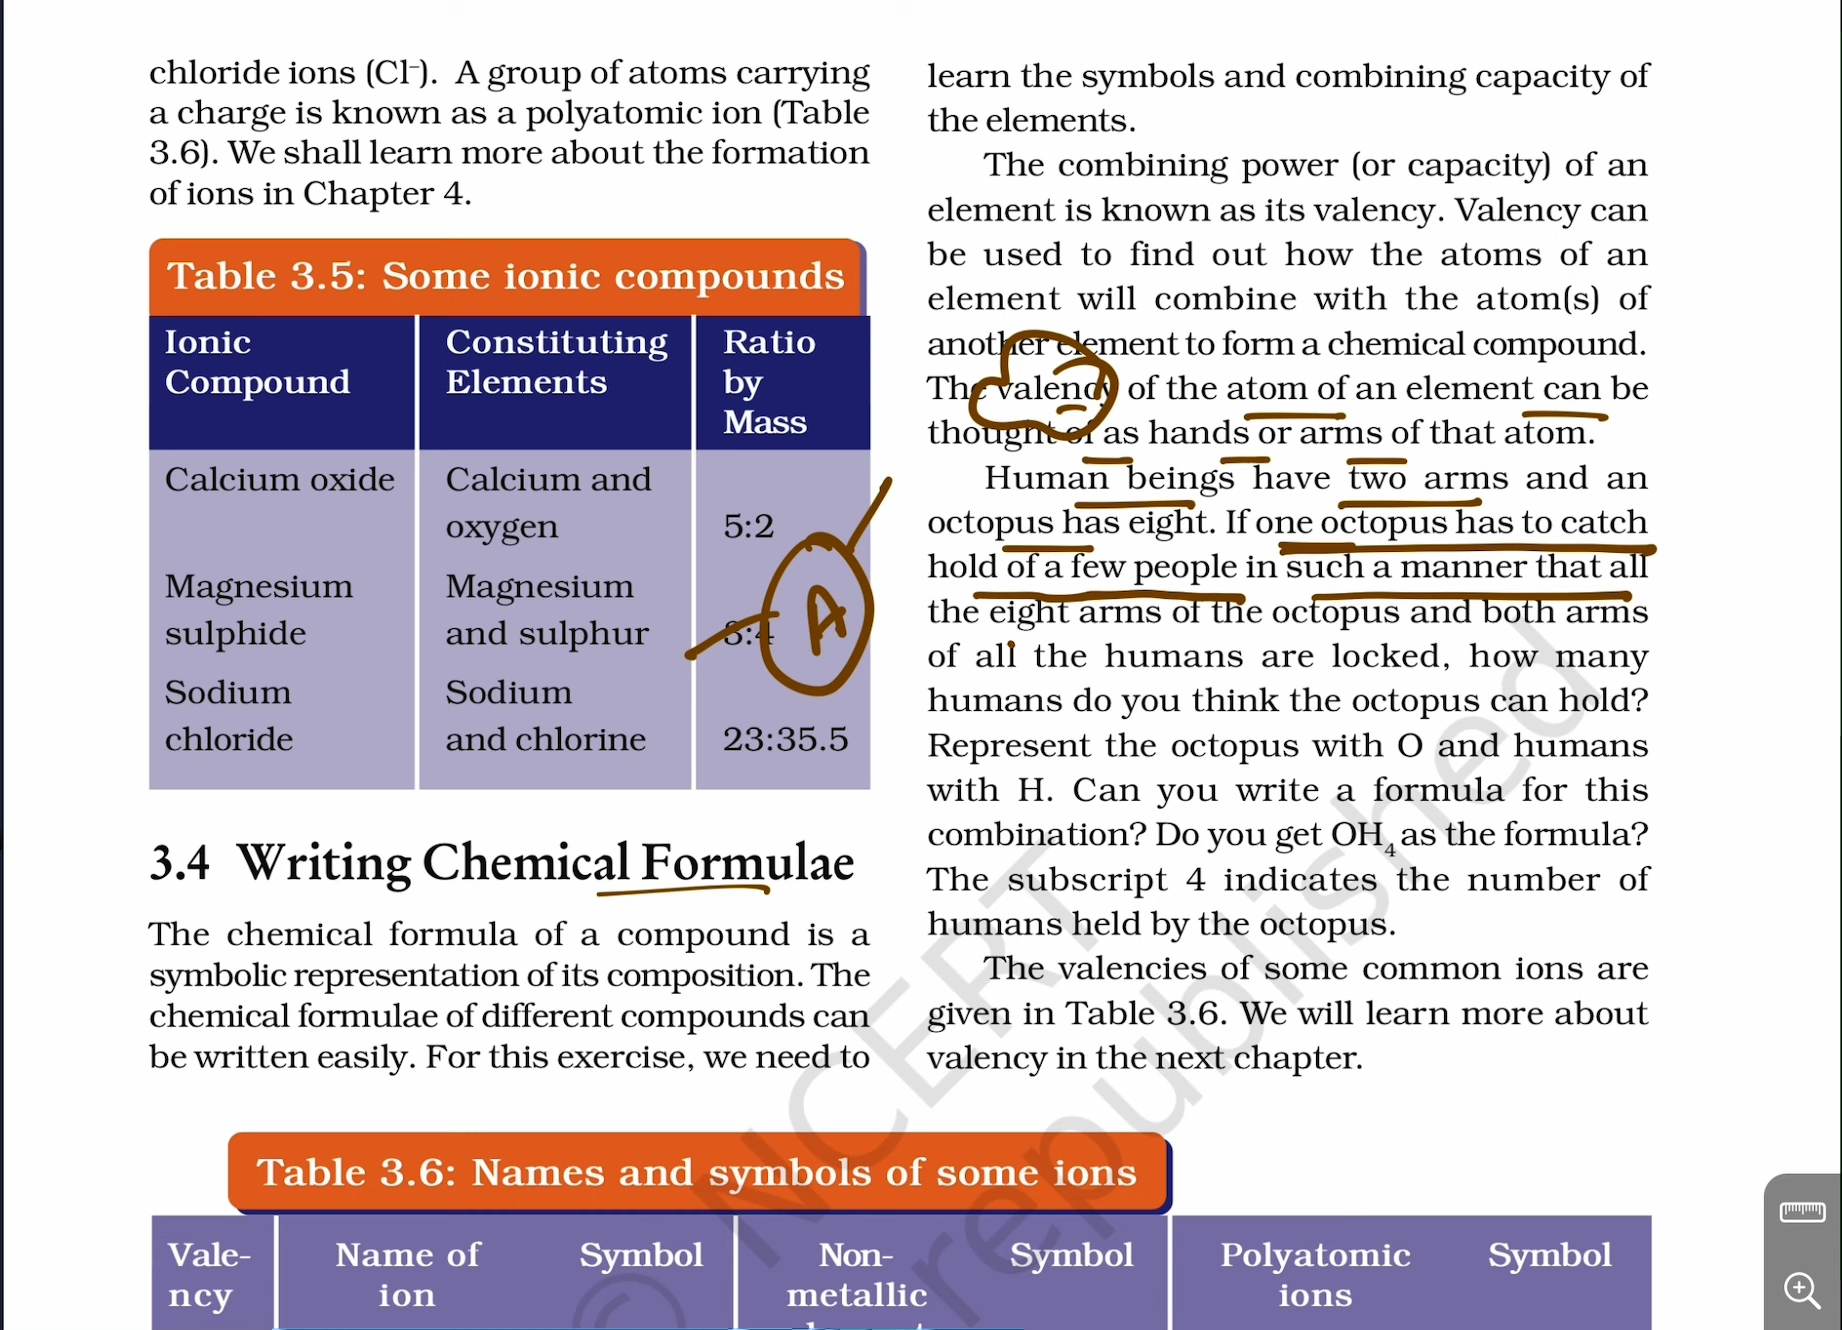 chloride ions (Cl⁻). A group of atoms carrying
a charge is known as a polyatomic ion (Table
3.6). We shall learn more about the formation
of ions in Chapter 4.
Table 3.5: Some ionic compounds
Ionic Compound | Constituting Elements | Ratio by Mass
Calcium oxide | Calcium and oxygen | 5:2
Magnesium sulphide | Magnesium and sulphur | 3:4
Sodium chloride | Sodium and chlorine | 23:35.5
A
3.4 Writing Chemical Formulae
The chemical formula of a compound is a
symbolic representation of its composition. The
chemical formulae of different compounds can
be written easily. For this exercise, we need to
learn the symbols and combining capacity of
the elements.
The combining power (or capacity) of an
element is known as its valency. Valency can
be used to find out how the atoms of an
element will combine with the atom(s) of
another element to form a chemical compound.
The valency of the atom of an element can be
thought of as hands or arms of that atom.
Human beings have two arms and an
octopus has eight. If one octopus has to catch
hold of a few people in such a manner that all
the eight arms of the octopus and both arms
of all the humans are locked, how many
humans do you think the octopus can hold?
Represent the octopus with O and humans
with H. Can you write a formula for this
combination? Do you get OH₄ as the formula?
The subscript 4 indicates the number of
humans held by the octopus.
The valencies of some common ions are
given in Table 3.6. We will learn more about
valency in the next chapter.
Table 3.6: Names and symbols of some ions
Vale- Name of Symbol Non- Symbol Polyatomic Symbol
ncy ion metallic ions
© NCERT
republished